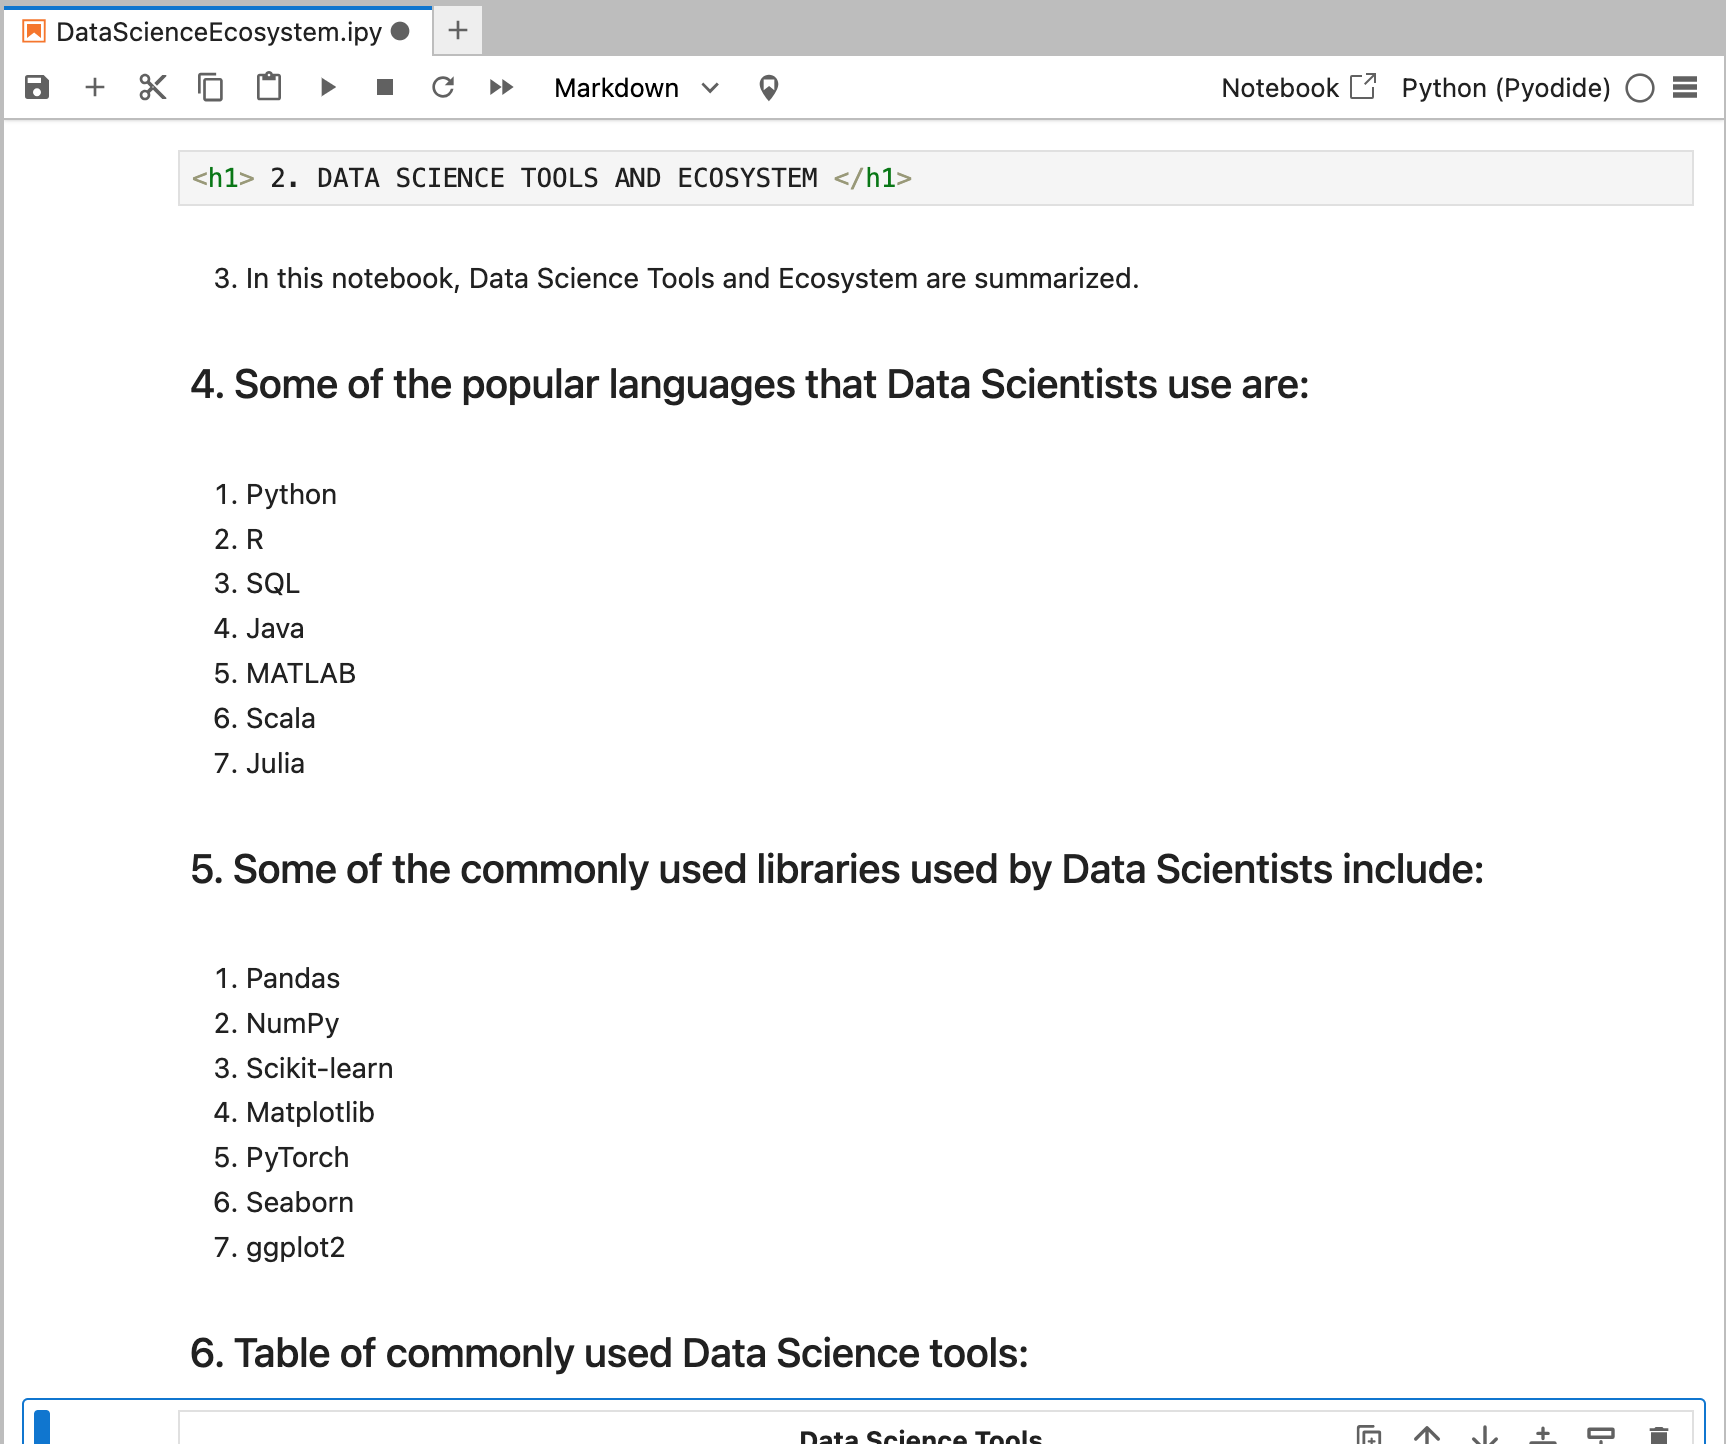 DataScienceEcosystem.ipy
Markdown
Notebook
Python (Pyodide)
<h1> 2. DATA SCIENCE TOOLS AND ECOSYSTEM </h1>
3. In this notebook, Data Science Tools and Ecosystem are summarized.
4. Some of the popular languages that Data Scientists use are:
1. Python
2. R
3. SQL
4. Java
5. MATLAB
6. Scala
7. Julia
5. Some of the commonly used libraries used by Data Scientists include:
1. Pandas
2. NumPy
3. Scikit-learn
4. Matplotlib
5. PyTorch
6. Seaborn
7. ggplot2
6. Table of commonly used Data Science tools:
Data Science Tools